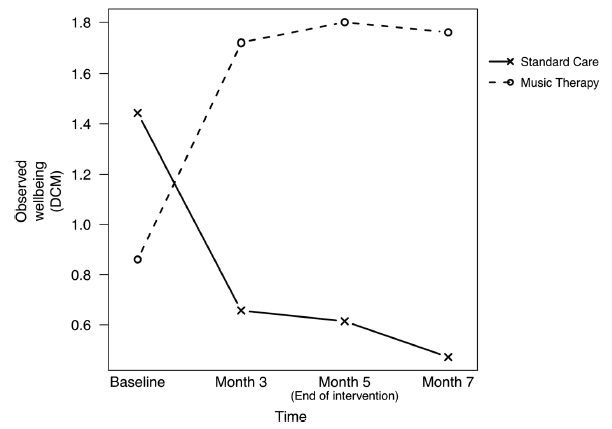 1.8
1.6
1.4
1.2
1.0
0.8
0.6
Observed
wellbeing
(DCM)
Baseline
Month 3
Month 5
Month 7
(End of intervention)
Time
Standard Care
Music Therapy